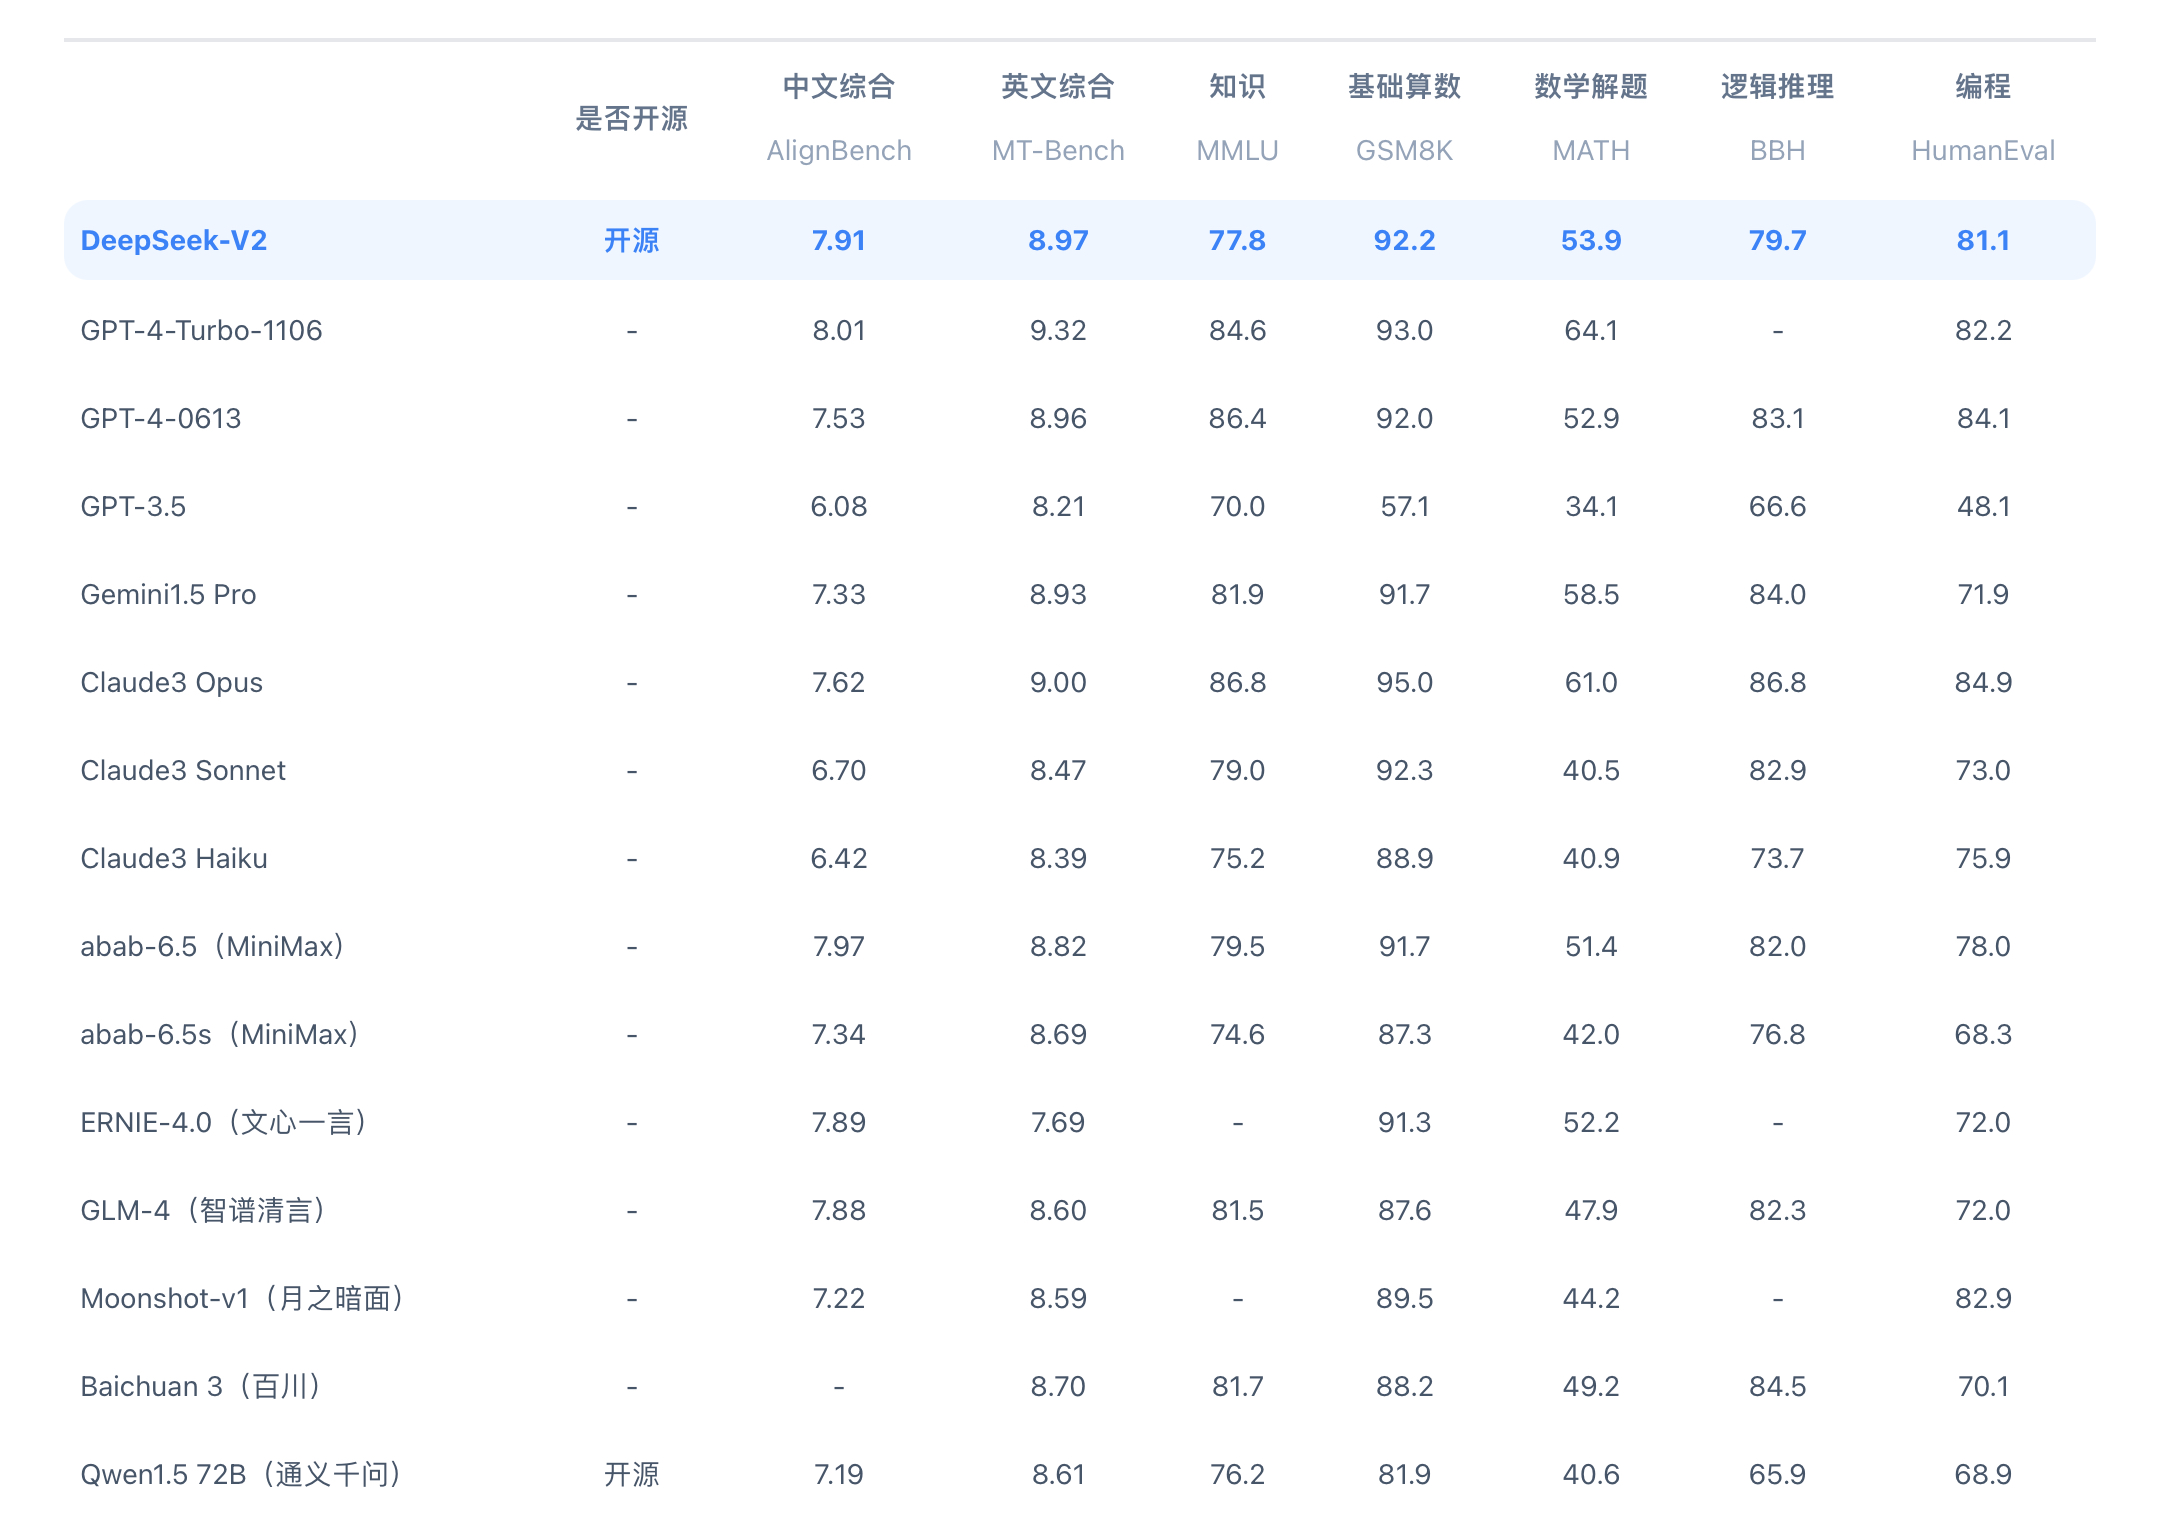 是否开源 中文综合 英文综合 知识 基础算数 数学解题 逻辑推理 编程
AlignBench MT-Bench MMLU GSM8K MATH BBH HumanEval
DeepSeek-V2 开源 7.91 8.97 77.8 92.2 53.9 79.7 81.1
GPT-4-Turbo-1106 - 8.01 9.32 84.6 93.0 64.1 - 82.2
GPT-4-0613 - 7.53 8.96 86.4 92.0 52.9 83.1 84.1
GPT-3.5 - 6.08 8.21 70.0 57.1 34.1 66.6 48.1
Gemini1.5 Pro - 7.33 8.93 81.9 91.7 58.5 84.0 71.9
Claude3 Opus - 7.62 9.00 86.8 95.0 61.0 86.8 84.9
Claude3 Sonnet - 6.70 8.47 79.0 92.3 40.5 82.9 73.0
Claude3 Haiku - 6.42 8.39 75.2 88.9 40.9 73.7 75.9
abab-6.5（MiniMax） - 7.97 8.82 79.5 91.7 51.4 82.0 78.0
abab-6.5s（MiniMax） - 7.34 8.69 74.6 87.3 42.0 76.8 68.3
ERNIE-4.0（文心一言） - 7.89 7.69 - 91.3 52.2 - 72.0
GLM-4（智谱清言） - 7.88 8.60 81.5 87.6 47.9 82.3 72.0
Moonshot-v1（月之暗面） - 7.22 8.59 - 89.5 44.2 - 82.9
Baichuan 3（百川） - - 8.70 81.7 88.2 49.2 84.5 70.1
Qwen1.5 72B（通义千问） 开源 7.19 8.61 76.2 81.9 40.6 65.9 68.9